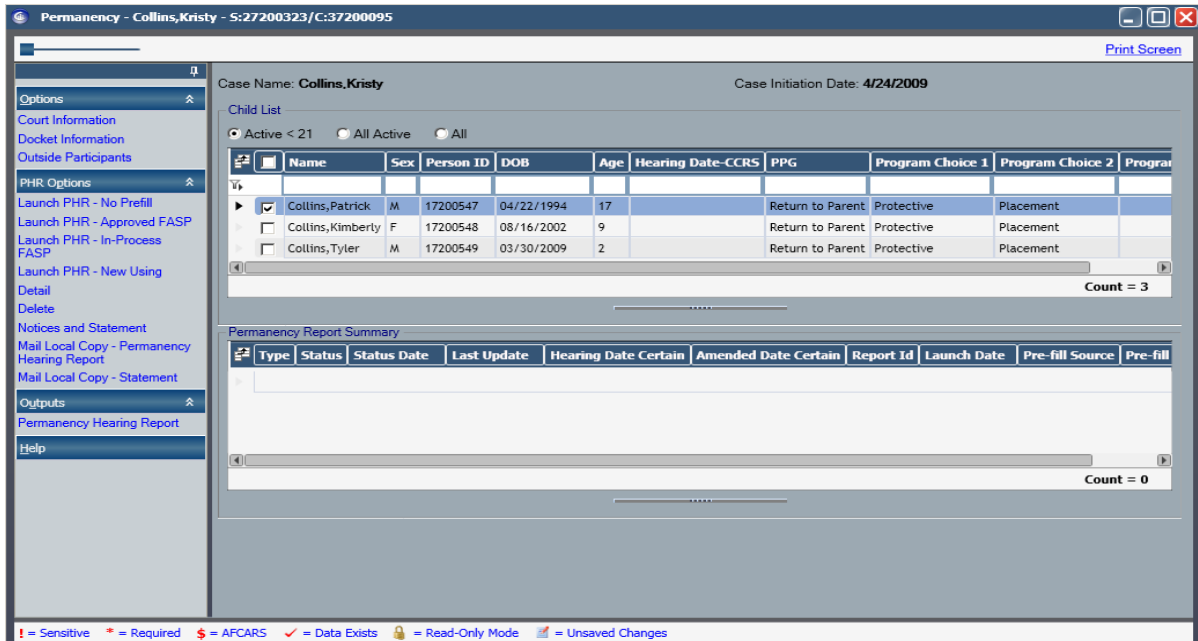 Permanency - Collins,Kristy - S:27200323/C:37200095
Print Screen
Options
Court Information
Docket Information
Outside Participants
PHR Options
Launch PHR - No Prefill
Launch PHR - Approved FASP
Launch PHR - In-Process
FASP
Launch PHR - New Using
Detail
Delete
Notices and Statement
Mail Local Copy - Permanency
Hearing Report
Mail Local Copy - Statement
Outputs
Permanency Hearing Report
Help
Case Name: Collins,Kristy Case Initiation Date: 4/24/2009
Child List
Active < 21 All Active All
Name Sex Person ID DOB Age Hearing Date-CCRS PPG Program Choice 1 Program Choice 2 Progra
Collins,Patrick M 17200547 04/22/1994 17 Return to Parent Protective Placement
Collins,Kimberly F 17200548 08/16/2002 9 Return to Parent Protective Placement
Collins,Tyler M 17200549 03/30/2009 2 Return to Parent Protective Placement
Count = 3
Permanency Report Summary
Type Status Status Date Last Update Hearing Date Certain Amended Date Certain Report Id Launch Date Pre-fill Source Pre-fill
Count = 0
! = Sensitive * = Required $ = AFCARS ✓ = Data Exists = Read-Only Mode = Unsaved Changes